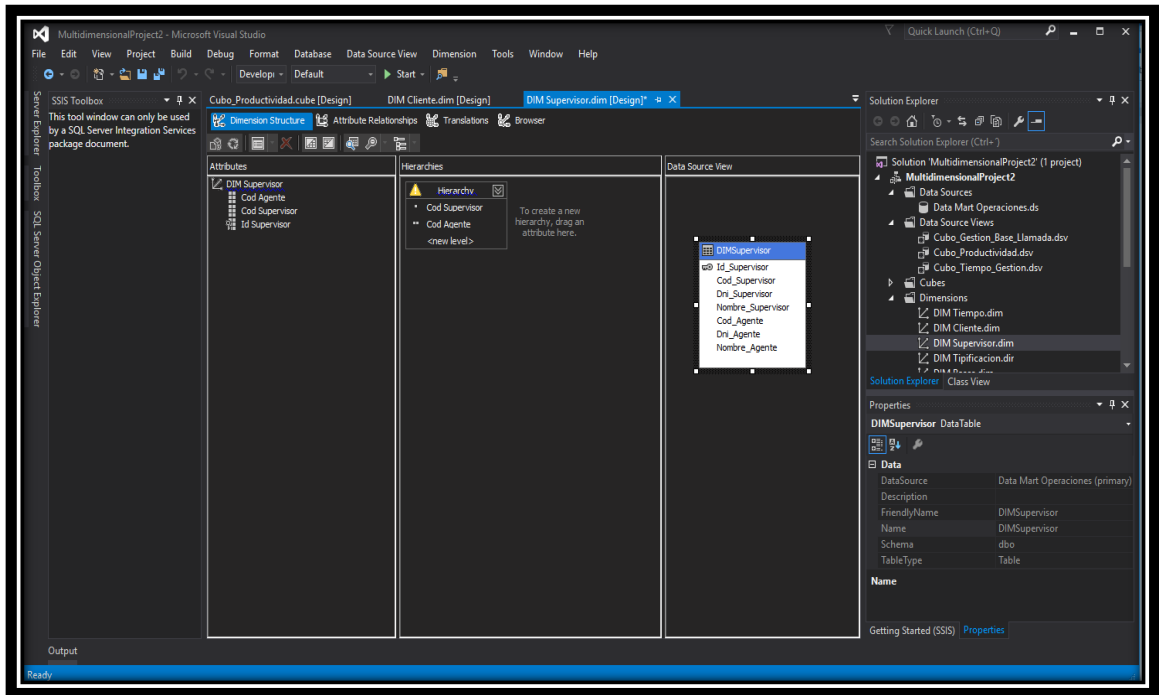 MultidimensionalProject2 - Microsoft Visual Studio
Quick Launch (Ctrl+Q)
File Edit View Project Build Debug Format Database Data Source View Dimension Tools Window Help
Developi Default Start
Server Explorer
Toolbox
SQL Server Object Explorer
SSIS Toolbox
This tool window can only be used
by a SQL Server Integration Services
package document.
Cubo_Productividad.cube [Design] DIM Cliente.dim [Design] DIM Supervisor.dim [Design]*
Dimension Structure Attribute Relationships Translations Browser
Attributes
DIM Supervisor
Cod Agente
Cod Supervisor
Id Supervisor
Hierarchies
Hierarchy
Cod Supervisor
Cod Agente
<new level>
To create a new
hierarchy, drag an
attribute here.
Data Source View
DIMSupervisor
Id_Supervisor
Cod_Supervisor
Dni_Supervisor
Nombre_Supervisor
Cod_Agente
Dni_Agente
Nombre_Agente
Solution Explorer
Search Solution Explorer (Ctrl+¨)
Solution 'MultidimensionalProject2' (1 project)
MultidimensionalProject2
Data Sources
Data Mart Operaciones.ds
Data Source Views
Cubo_Gestion_Base_Llamada.dsv
Cubo_Productividad.dsv
Cubo_Tiempo_Gestion.dsv
Cubes
Dimensions
DIM Tiempo.dim
DIM Cliente.dim
DIM Supervisor.dim
DIM Tipificacion.dir
Solution Explorer Class View
Properties
DIMSupervisor DataTable
Data
DataSource Data Mart Operaciones (primary)
Description
FriendlyName DIMSupervisor
Name DIMSupervisor
Schema dbo
TableType Table
Name
Getting Started (SSIS) Properties
Output
Ready